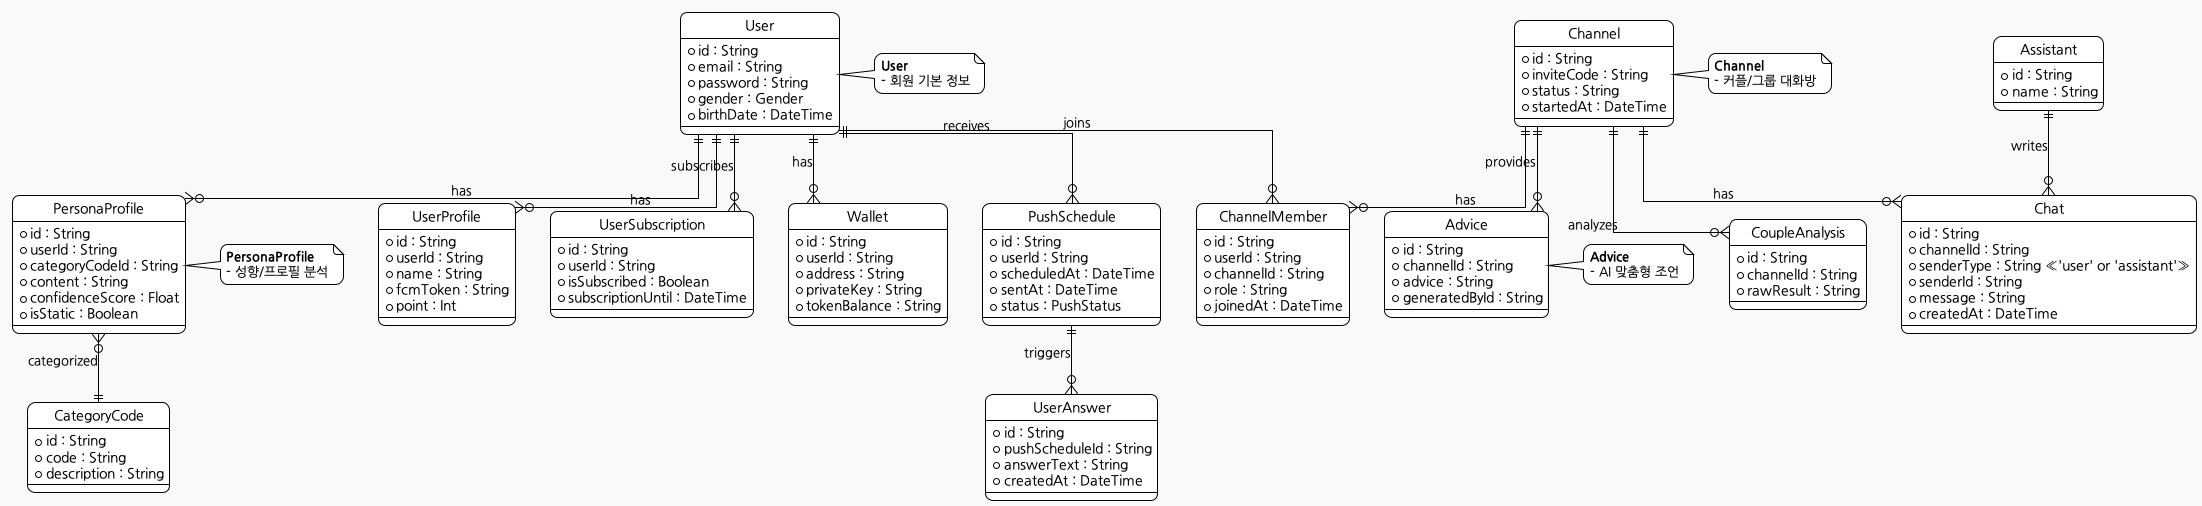 User
id : String
email : String
password : String
gender : Gender
birthDate : DateTime
User
- 회원 기본 정보
Channel
id : String
inviteCode : String
status : String
startedAt : DateTime
Channel
- 커플/그룹 대화방
Assistant
id : String
name : String
receives
joins
subscribes
has
provides
writes
has
has
has
has
analyzes
PersonaProfile
id : String
userId : String
categoryCodeId : String
content : String
confidenceScore : Float
isStatic : Boolean
PersonaProfile
- 성향/프로필 분석
UserProfile
id : String
userId : String
name : String
fcmToken : String
point : Int
UserSubscription
id : String
userId : String
isSubscribed : Boolean
subscriptionUntil : DateTime
Wallet
id : String
userId : String
address : String
privateKey : String
tokenBalance : String
PushSchedule
id : String
userId : String
scheduledAt : DateTime
sentAt : DateTime
status : PushStatus
ChannelMember
id : String
userId : String
channelId : String
role : String
joinedAt : DateTime
Advice
id : String
channelId : String
advice : String
generatedById : String
Advice
- AI 맞춤형 조언
CoupleAnalysis
id : String
channelId : String
rawResult : String
Chat
id : String
channelId : String
senderType : String ≪'user' or 'assistant'≫
senderId : String
message : String
createdAt : DateTime
categorized
triggers
CategoryCode
id : String
code : String
description : String
UserAnswer
id : String
pushScheduleId : String
answerText : String
createdAt : DateTime